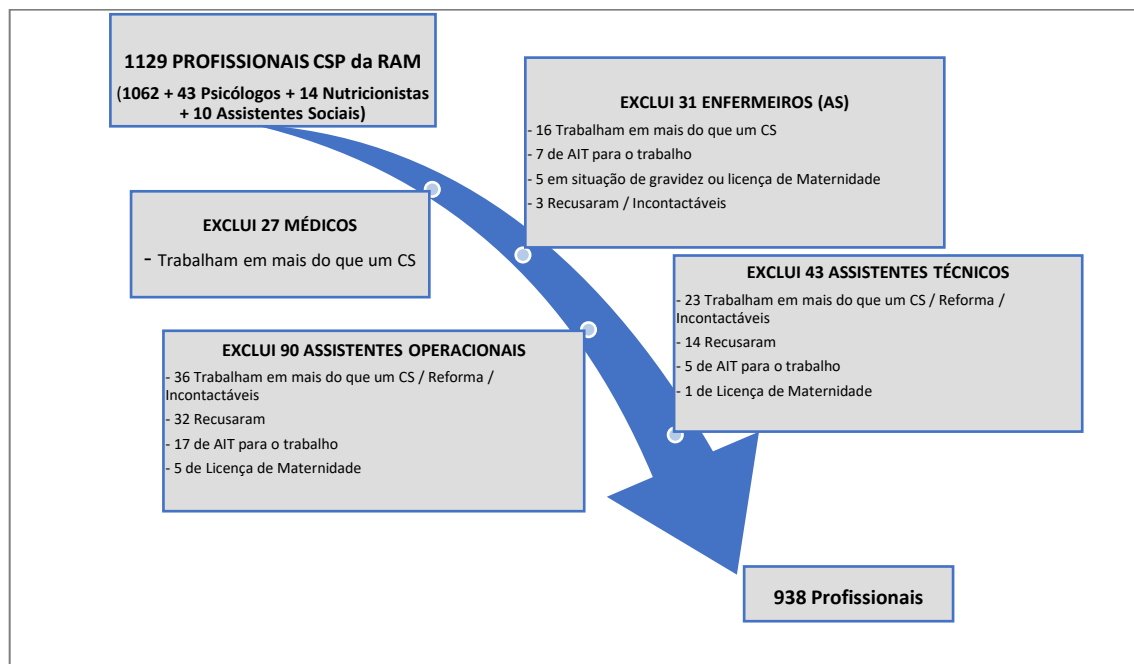 1129 PROFISSIONAIS CSP da RAM
(1062 + 43 Psicólogos + 14 Nutricionistas
+ 10 Assistentes Sociais)
EXCLUI 31 ENFERMEIROS (AS)
- 16 Trabalham em mais do que um CS
- 7 de AIT para o trabalho
- 5 em situação de gravidez ou licença de Maternidade
- 3 Recusaram / Incontactáveis
EXCLUI 27 MÉDICOS
- Trabalham em mais do que um CS
EXCLUI 43 ASSISTENTES TÉCNICOS
- 23 Trabalham em mais do que um CS / Reforma /
Incontactáveis
- 14 Recusaram
- 5 de AIT para o trabalho
- 1 de Licença de Maternidade
EXCLUI 90 ASSISTENTES OPERACIONAIS
- 36 Trabalham em mais do que um CS / Reforma /
Incontactáveis
- 32 Recusaram
- 17 de AIT para o trabalho
- 5 de Licença de Maternidade
938 Profissionais